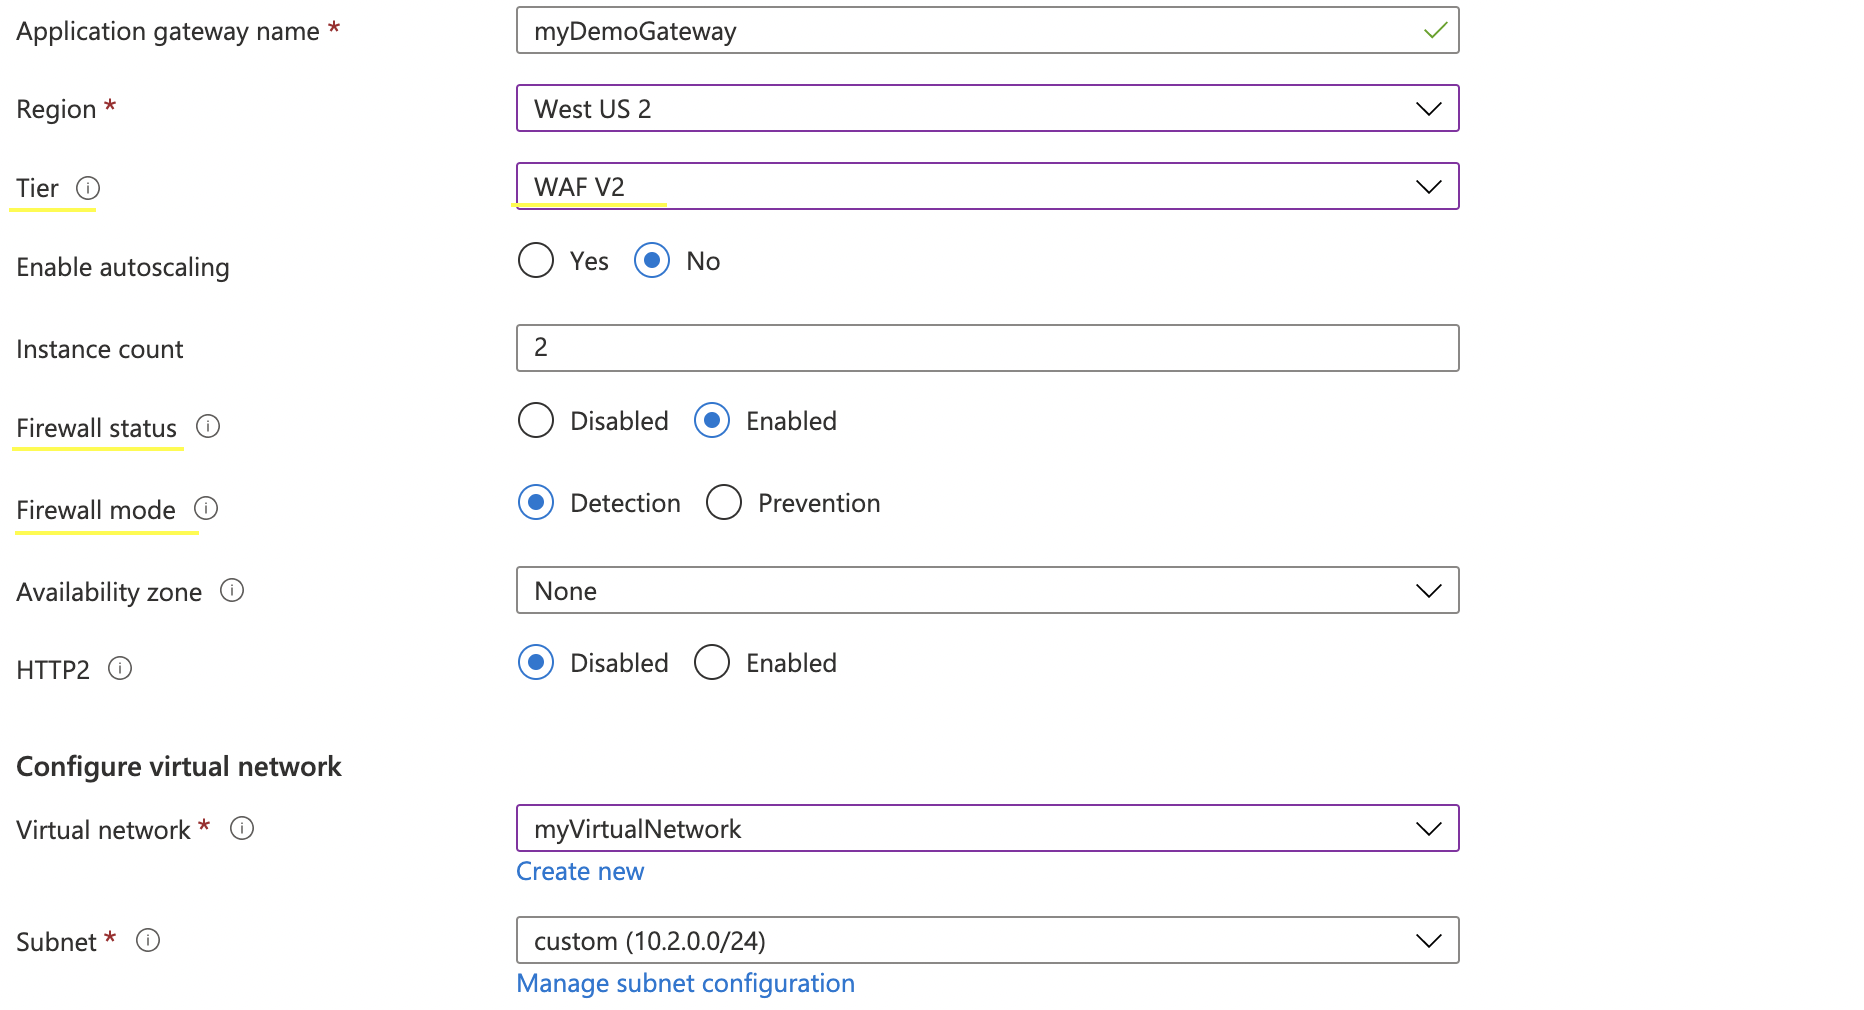 Application gateway name *
myDemoGateway
Region *
West US 2
Tier
WAF V2
Enable autoscaling
Yes No
Instance count
2
Firewall status
Disabled Enabled
Firewall mode
Detection Prevention
Availability zone
None
HTTP2
Disabled Enabled
Configure virtual network
Virtual network *
myVirtualNetwork
Create new
Subnet *
custom (10.2.0.0/24)
Manage subnet configuration